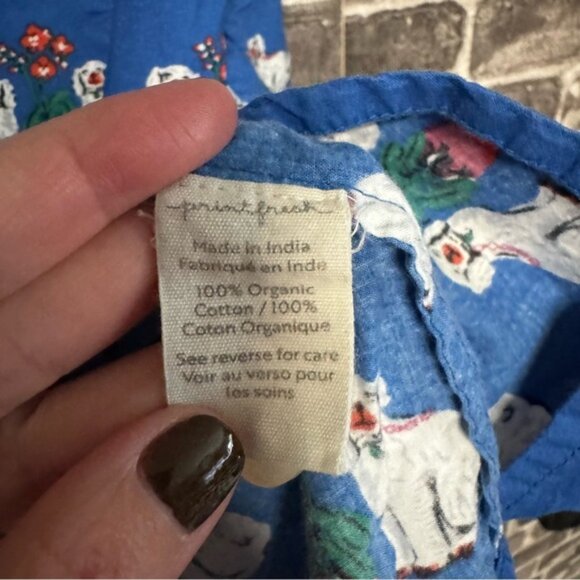 printfresh
Made in India
Fabriqué en Inde
100% Organic
Cotton / 100%
Coton Organique
See reverse for care
Voir au verso pour
les soins